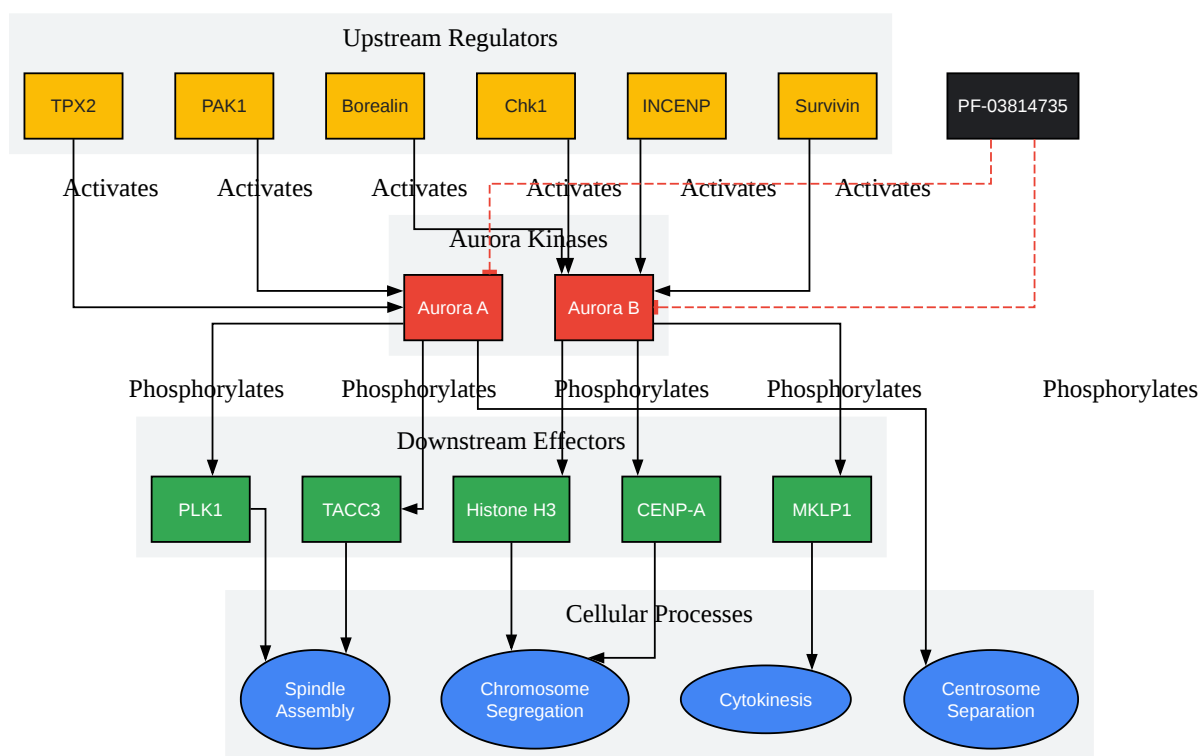 Upstream Regulators
TPX2
PAK1
Borealin
Chk1
INCENP
Survivin
PF-03814735
Activates
Activates
Activates
Activates
Activates
Activates
Aurora Kinases
Aurora A
Aurora B
Phosphorylates
Phosphorylates
Phosphorylates
Phosphorylates
Phosphorylates
Downstream Effectors
PLK1
TACC3
Histone H3
CENP-A
MKLP1
Cellular Processes
Spindle
Assembly
Chromosome
Segregation
Cytokinesis
Centrosome
Separation